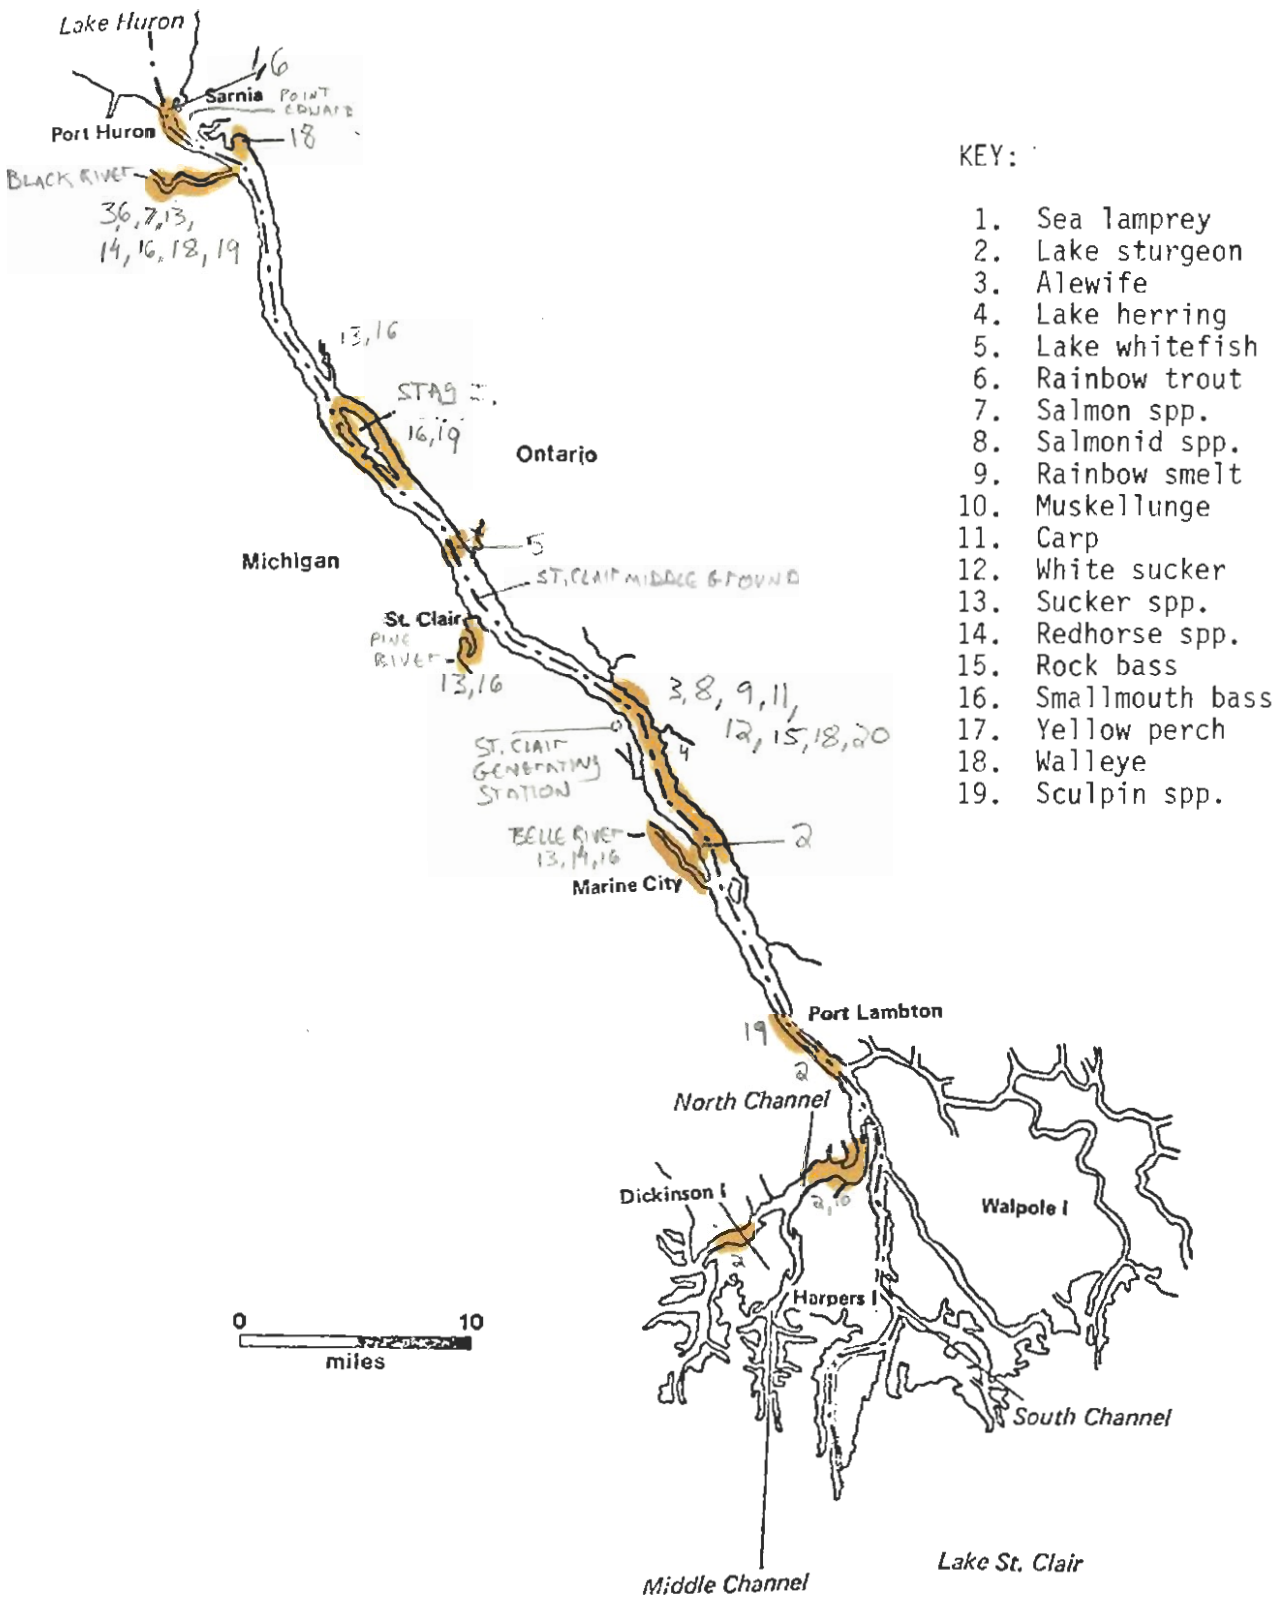 Lake Huron
1,6
Sarnia
POINT
EDWARD
Port Huron
18
BLACK RIVER
3,6,7,13,
14,16,18,19
13,16
STAG I.
16,19
Ontario
5
Michigan
ST. CLAIR MIDDLE GROUND
St. Clair
PINE
RIVER
13,16
3,8,9,11,
12,15,18,20
4
ST. CLAIR
GENERATING
STATION
BELLE RIVER
13,14,16
2
Marine City
Port Lambton
19
2
North Channel
Dickinson I
2,10
Walpole I
2
Harpers I
0 10
miles
South Channel
Lake St. Clair
Middle Channel
KEY:
1. Sea lamprey
2. Lake sturgeon
3. Alewife
4. Lake herring
5. Lake whitefish
6. Rainbow trout
7. Salmon spp.
8. Salmonid spp.
9. Rainbow smelt
10. Muskellunge
11. Carp
12. White sucker
13. Sucker spp.
14. Redhorse spp.
15. Rock bass
16. Smallmouth bass
17. Yellow perch
18. Walleye
19. Sculpin spp.